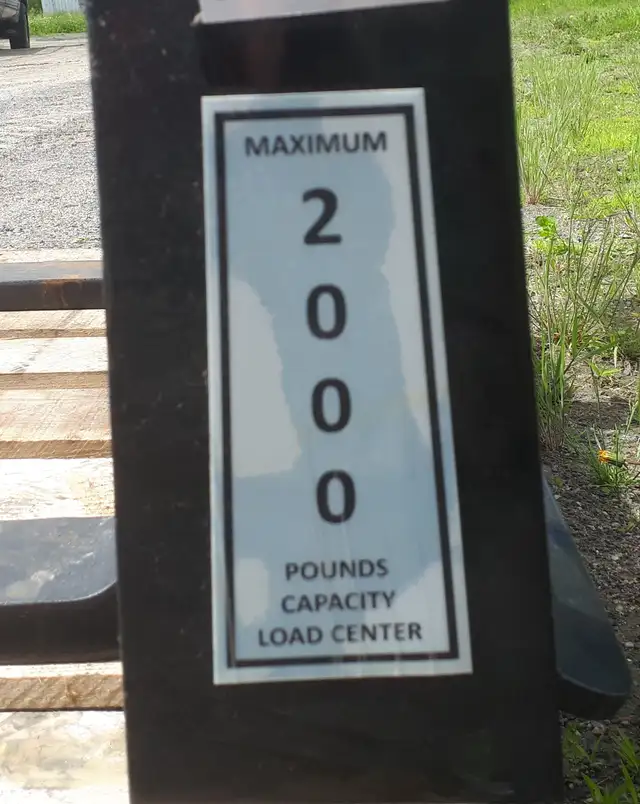 MAXIMUM
2
0
0
0
POUNDS
CAPACITY
LOAD CENTER